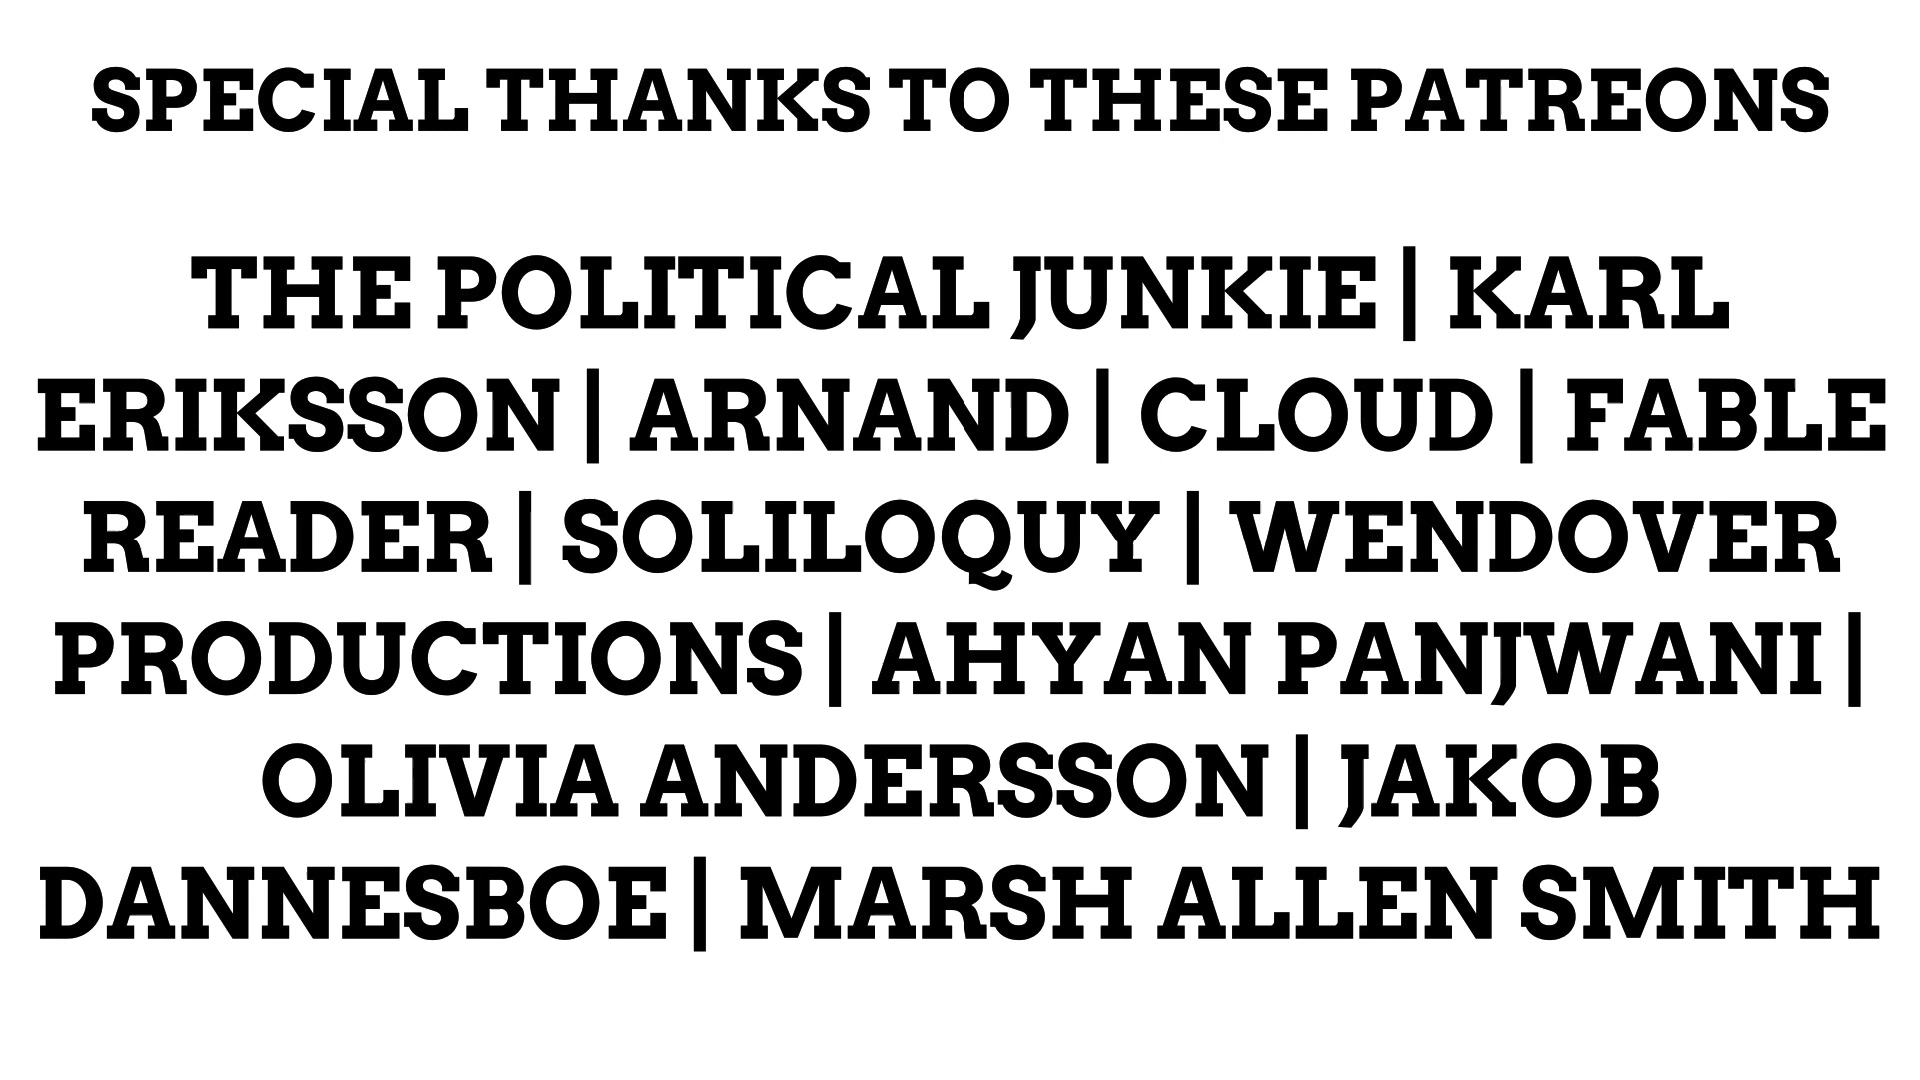 SPECIAL THANKS TO THESE PATREONS
THE POLITICAL JUNKIE | KARL
ERIKSSON | ARNAND | CLOUD | FABLE
READER | SOLILOQUY | WENDOVER
PRODUCTIONS | AHYAN PANJWANI |
OLIVIA ANDERSSON | JAKOB
DANNESBOE | MARSH ALLEN SMITH